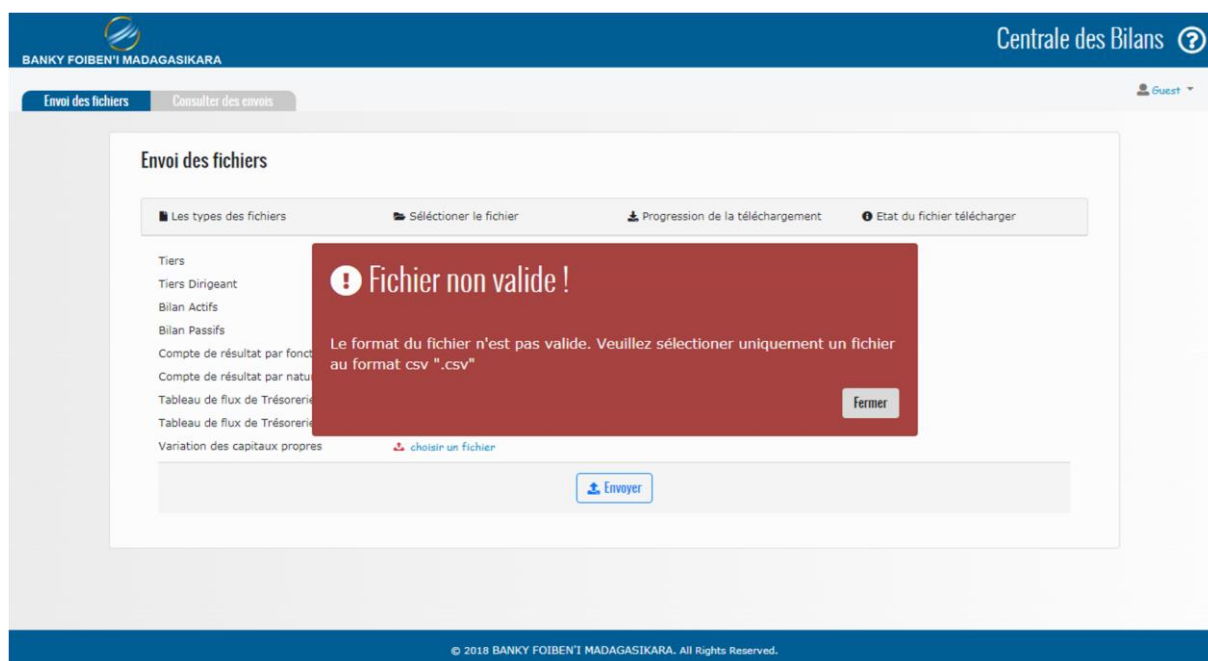 BANKY FOIBEN'I MADAGASIKARA
Centrale des Bilans
Envoi des fichiers
Consulter des envois
Guest
Envoi des fichiers
Les types des fichiers
Séléctioner le fichier
Progression de la téléchargement
Etat du fichier télécharger
Tiers
Tiers Dirigeant
Bilan Actifs
Bilan Passifs
Compte de résultat par fonct
Compte de résultat par natu
Tableau de flux de Trésorerie
Tableau de flux de Trésorerie
Variation des capitaux propres
choisir un fichier
Fichier non valide !
Le format du fichier n'est pas valide. Veuillez sélectioner uniquement un fichier
au format csv ".csv"
Fermer
Envoyer
© 2018 BANKY FOIBEN'I MADAGASIKARA. All Rights Reserved.